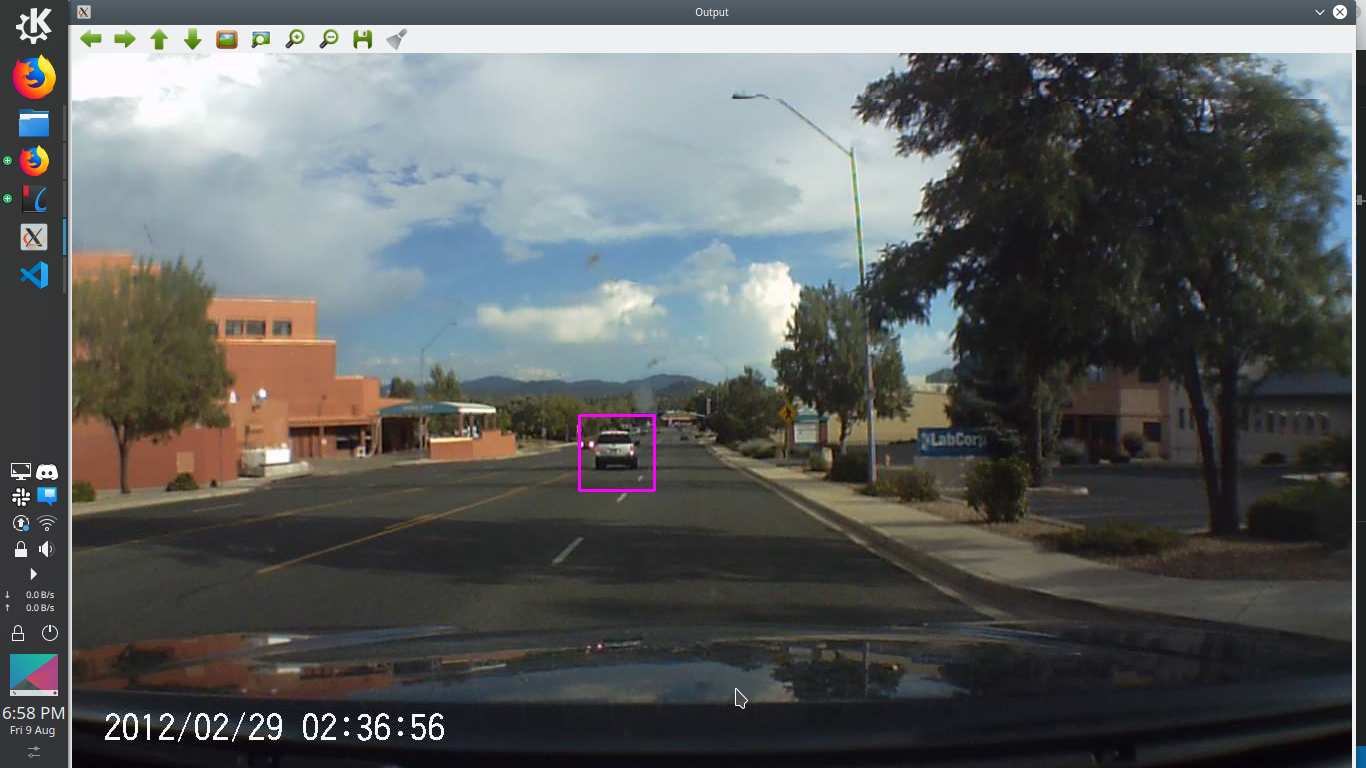 Output
LabCorp
0.0 B/s
0.0 B/s
6:58 PM
Fri 9 Aug
2012/02/29 02:36:56